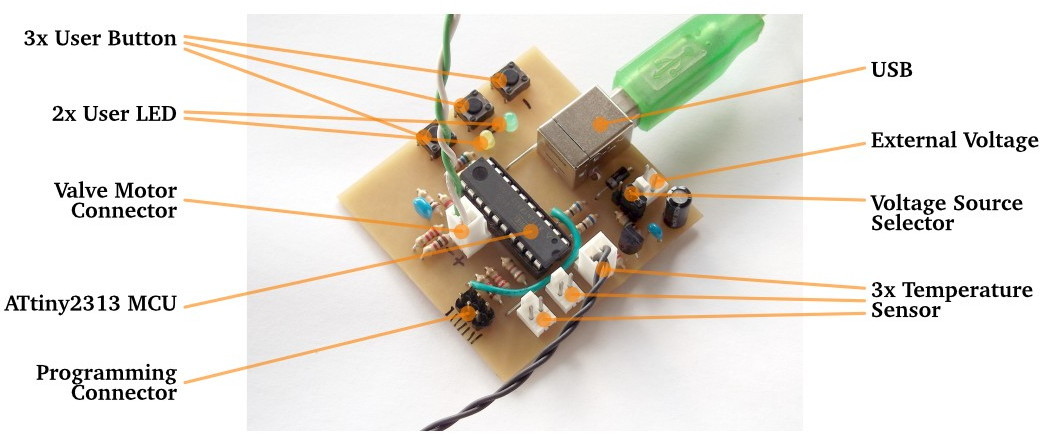 3x User Button
2x User LED
Valve Motor
Connector
ATtiny2313 MCU
Programming
Connector
USB
External Voltage
Voltage Source
Selector
3x Temperature
Sensor